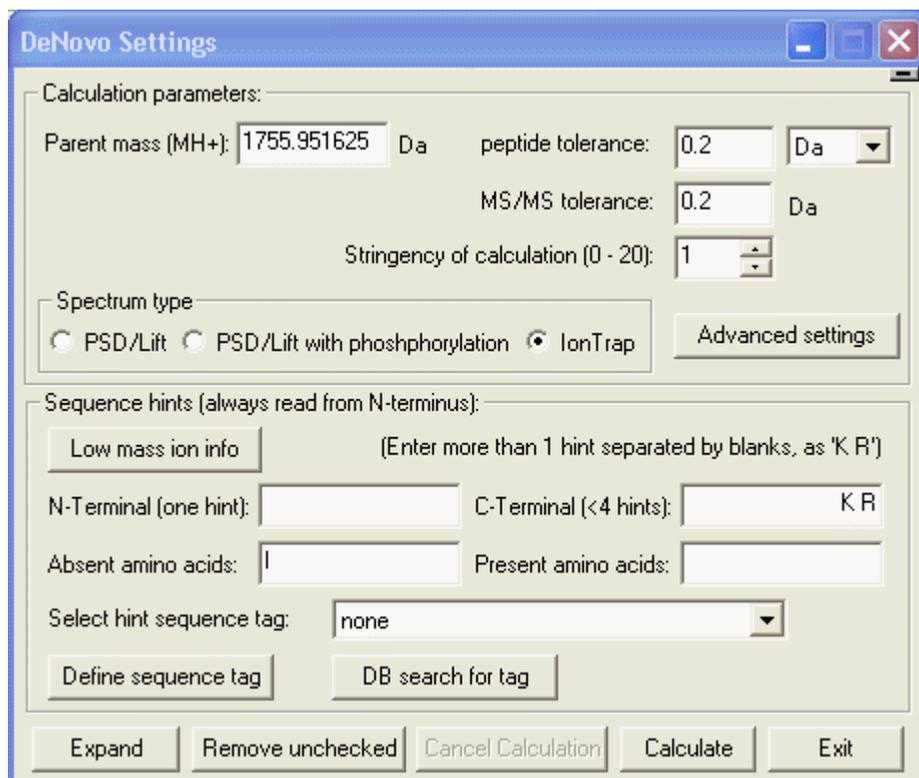 DeNovo Settings
Calculation parameters:
Parent mass (MH+): 1755.951625 Da peptide tolerance: 0.2 Da
MS/MS tolerance: 0.2 Da
Stringency of calculation (0 - 20): 1
Spectrum type
PSD/Lift PSD/Lift with phoshphorylation IonTrap Advanced settings
Sequence hints (always read from N-terminus):
Low mass ion info (Enter more than 1 hint separated by blanks, as 'K R')
N-Terminal (one hint): C-Terminal (<4 hints): K R
Absent amino acids: I Present amino acids:
Select hint sequence tag: none
Define sequence tag DB search for tag
Expand Remove unchecked Cancel Calculation Calculate Exit